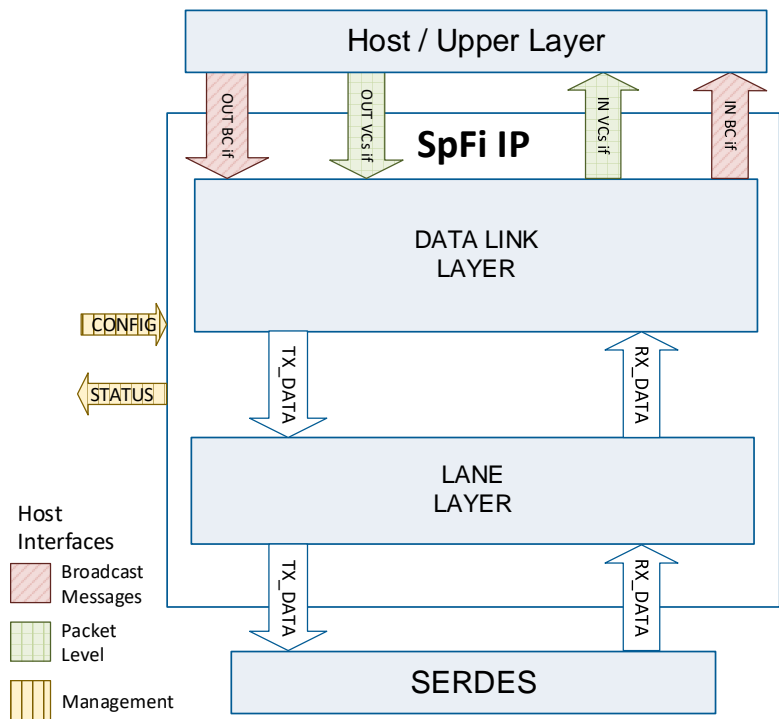 Host / Upper Layer
OUT BC if
OUT VCs if
IN VCs if
IN BC if
SpFi IP
DATA LINK
LAYER
CONFIG
STATUS
TX_DATA
RX_DATA
LANE
LAYER
TX_DATA
RX_DATA
SERDES
Host
Interfaces
Broadcast
Messages
Packet
Level
Management